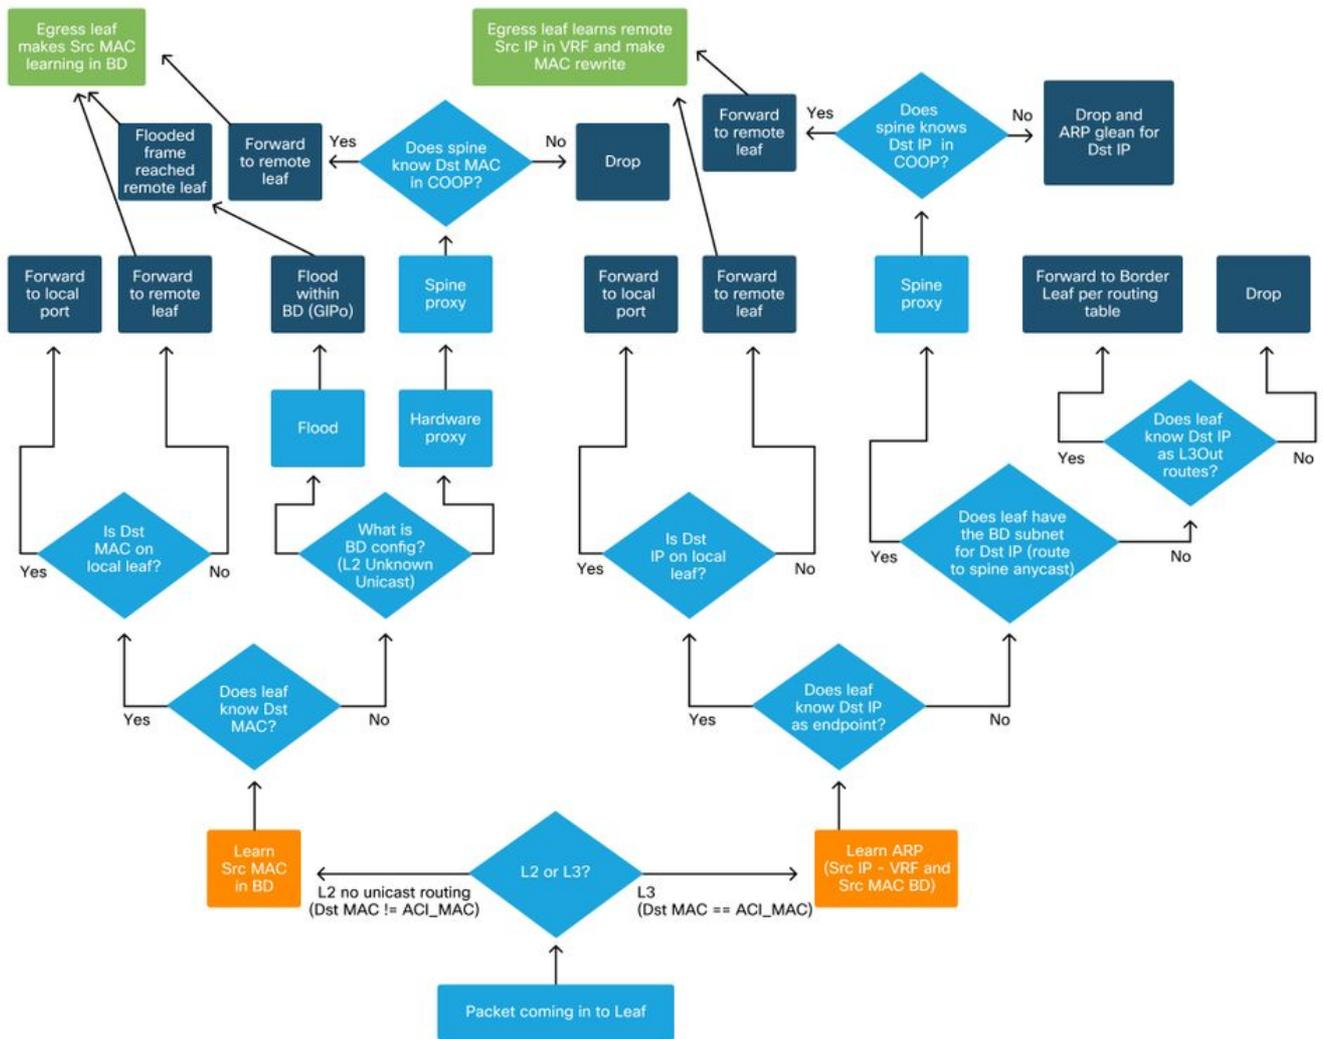 Egress leaf
makes Src MAC
learning in BD
Egress leaf learns remote
Src IP in VRF and make
MAC rewrite
Flooded
frame
reached
remote leaf
Forward
to remote
leaf
Yes
Does spine
know Dst MAC
in COOP?
No
Drop
Forward
to remote
leaf
Yes
Does
spine knows
Dst IP in
COOP?
No
Drop and
ARP glean for
Dst IP
Forward
to local
port
Forward
to remote
leaf
Flood
within
BD (GIPo)
Spine
proxy
Forward
to local
port
Forward
to remote
leaf
Spine
proxy
Forward to Border
Leaf per routing
table
Drop
Flood
Hardware
proxy
Does leaf
know Dst IP
as L3Out
routes?
Yes
No
Is Dst
MAC on
local leaf?
Yes
No
What is
BD config?
(L2 Unknown
Unicast)
Is Dst
IP on local
leaf?
Yes
No
Does leaf have
the BD subnet
for Dst IP (route
to spine anycast)
Yes
No
Does leaf
know Dst
MAC?
Yes
No
Does leaf
know Dst IP
as endpoint?
Yes
No
Learn
Src MAC
in BD
L2 no unicast routing
(Dst MAC != ACI_MAC)
L2 or L3?
L3
(Dst MAC == ACI_MAC)
Learn ARP
(Src IP - VRF and
Src MAC BD)
Packet coming in to Leaf